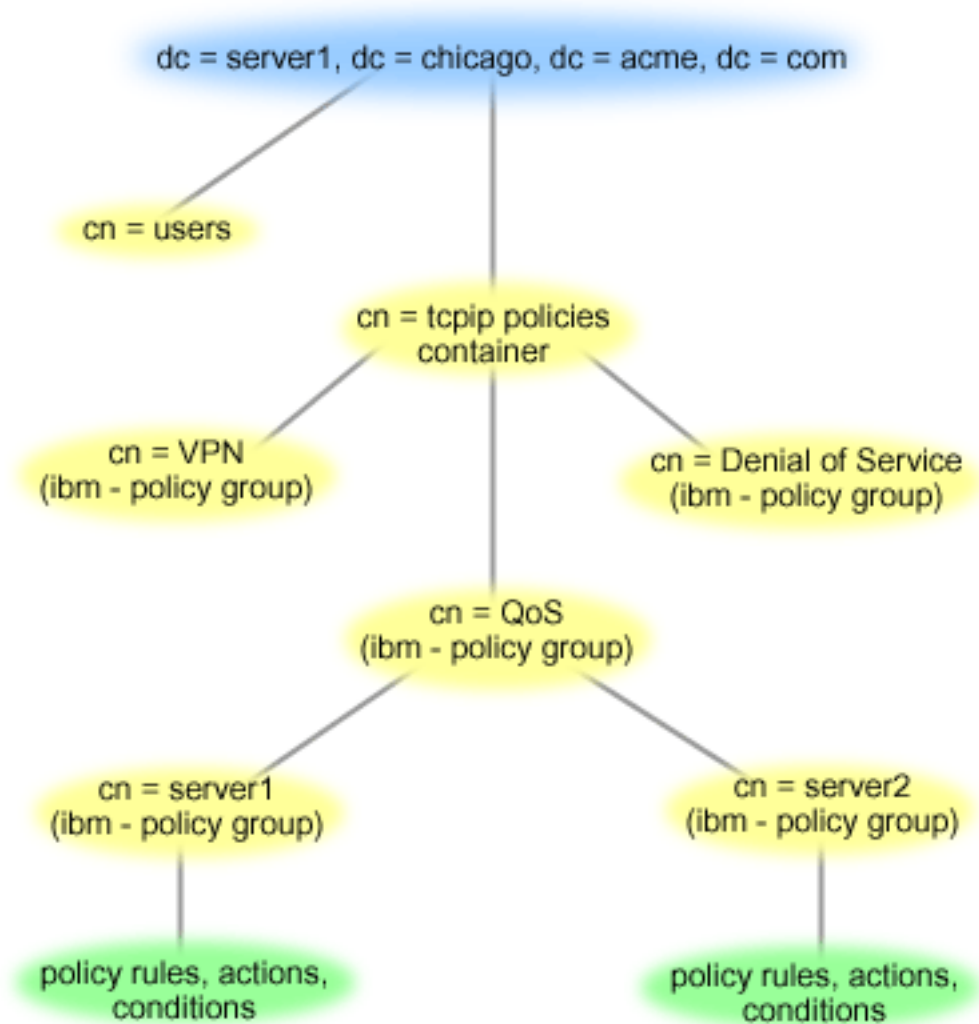 dc = server1, dc = chicago, dc = acme, dc = com
cn = users
cn = tcpip policies
container
cn = VPN
(ibm - policy group)
cn = Denial of Service
(ibm - policy group)
cn = QoS
(ibm - policy group)
cn = server1
(ibm - policy group)
cn = server2
(ibm - policy group)
policy rules, actions,
conditions
policy rules, actions,
conditions